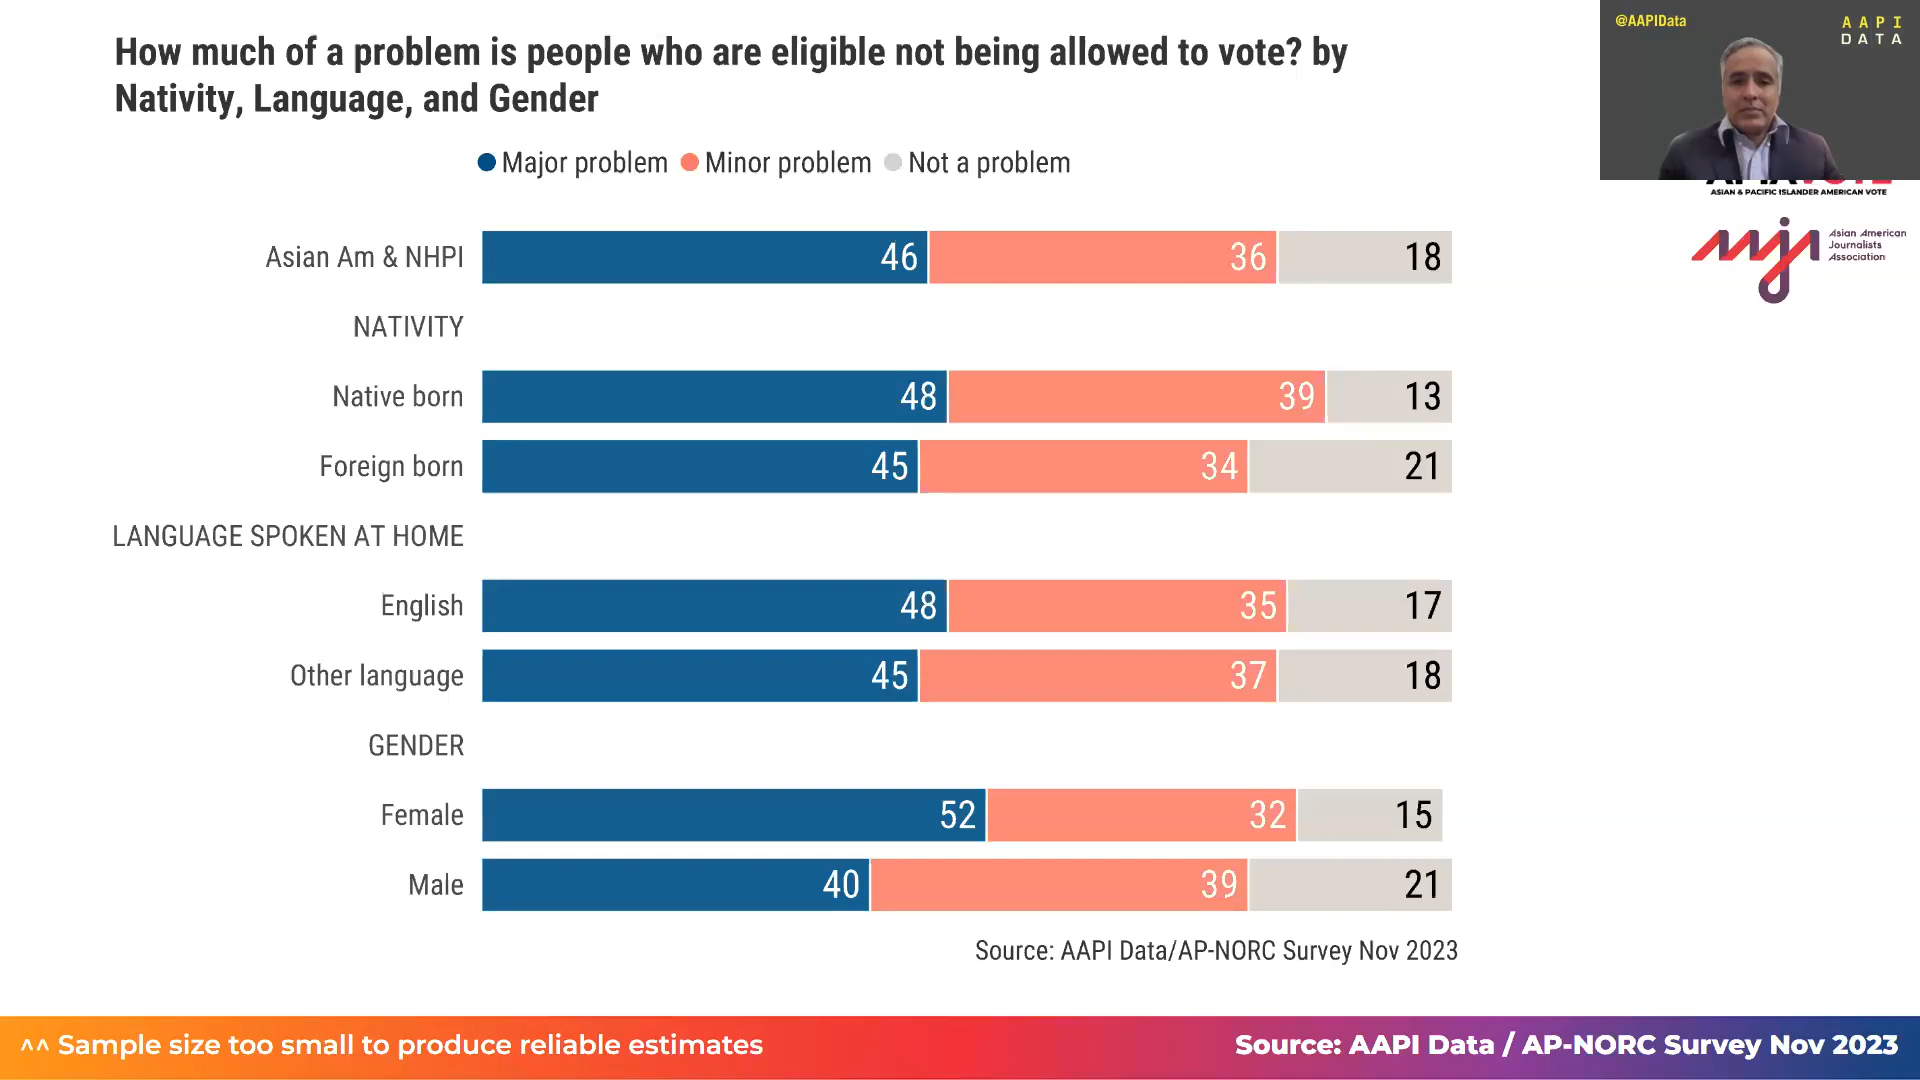 How much of a problem is people who are eligible not being allowed to vote? by
Nativity, Language, and Gender
Major problem Minor problem Not a problem
Asian Am & NHPI 46 36 18
NATIVITY
Native born 48 39 13
Foreign born 45 34 21
LANGUAGE SPOKEN AT HOME
English 48 35 17
Other language 45 37 18
GENDER
Female 52 32 15
Male 40 39 21
Source: AAPI Data/AP-NORC Survey Nov 2023
@AAPIData
AAPI
DATA
ASIAN & PACIFIC ISLANDER AMERICAN VOTE
Asian American
Journalists
Association
^^ Sample size too small to produce reliable estimates
Source: AAPI Data / AP-NORC Survey Nov 2023